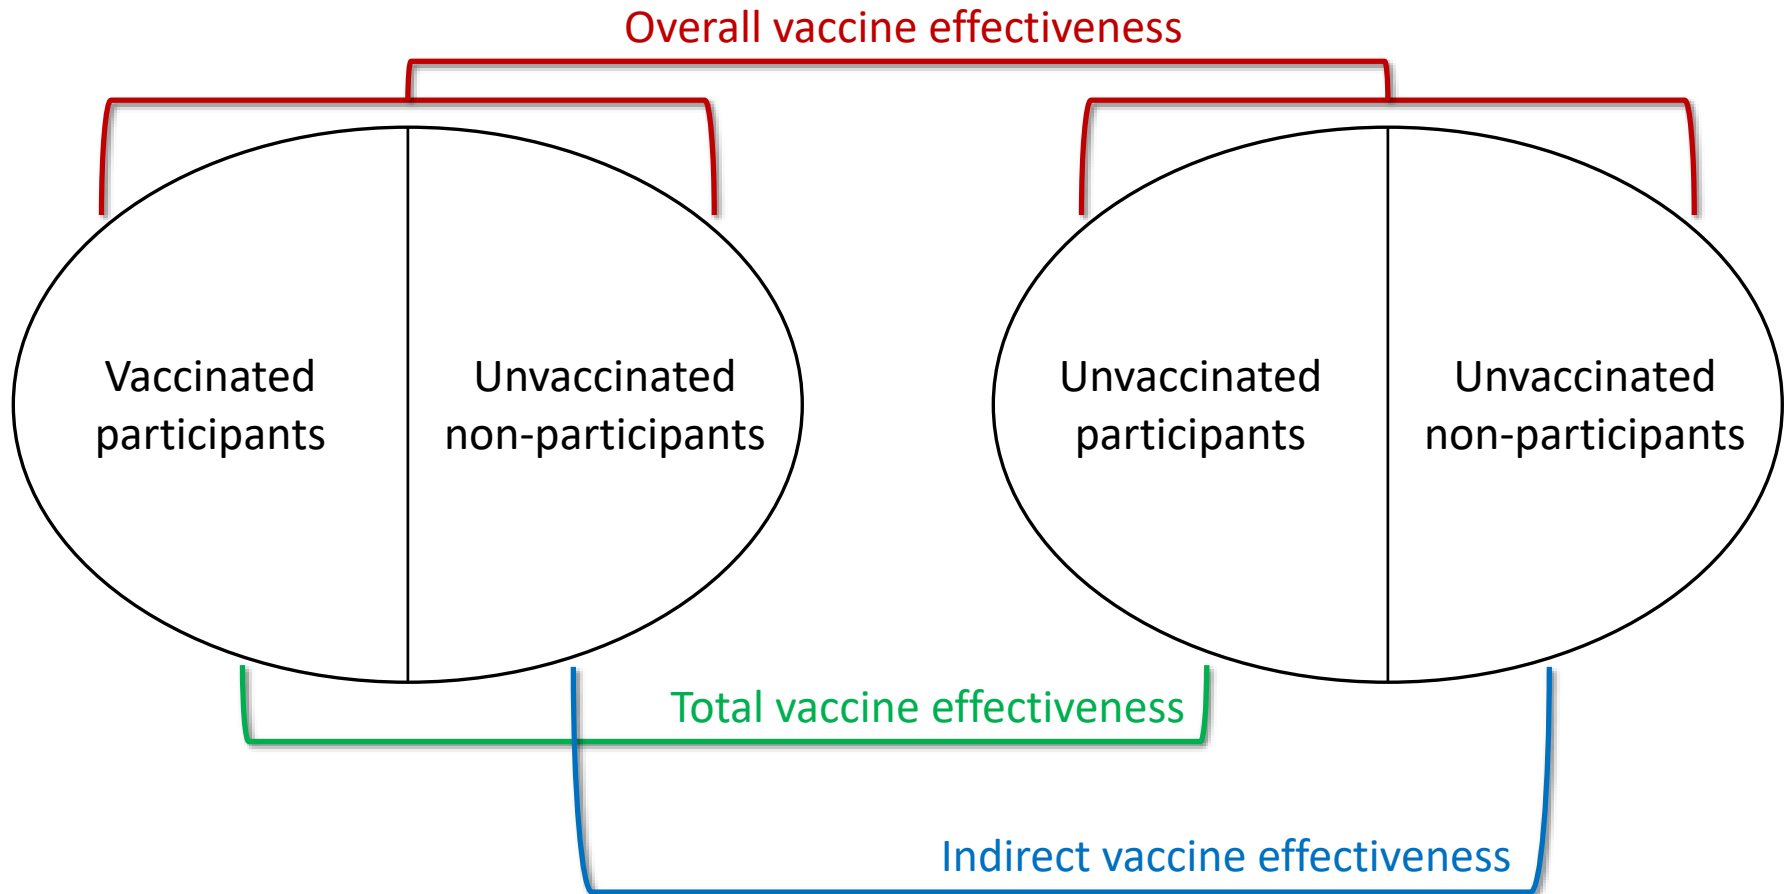 Overall vaccine effectiveness
Vaccinated
participants
Unvaccinated
non-participants
Unvaccinated
participants
Unvaccinated
non-participants
Total vaccine effectiveness
Indirect vaccine effectiveness